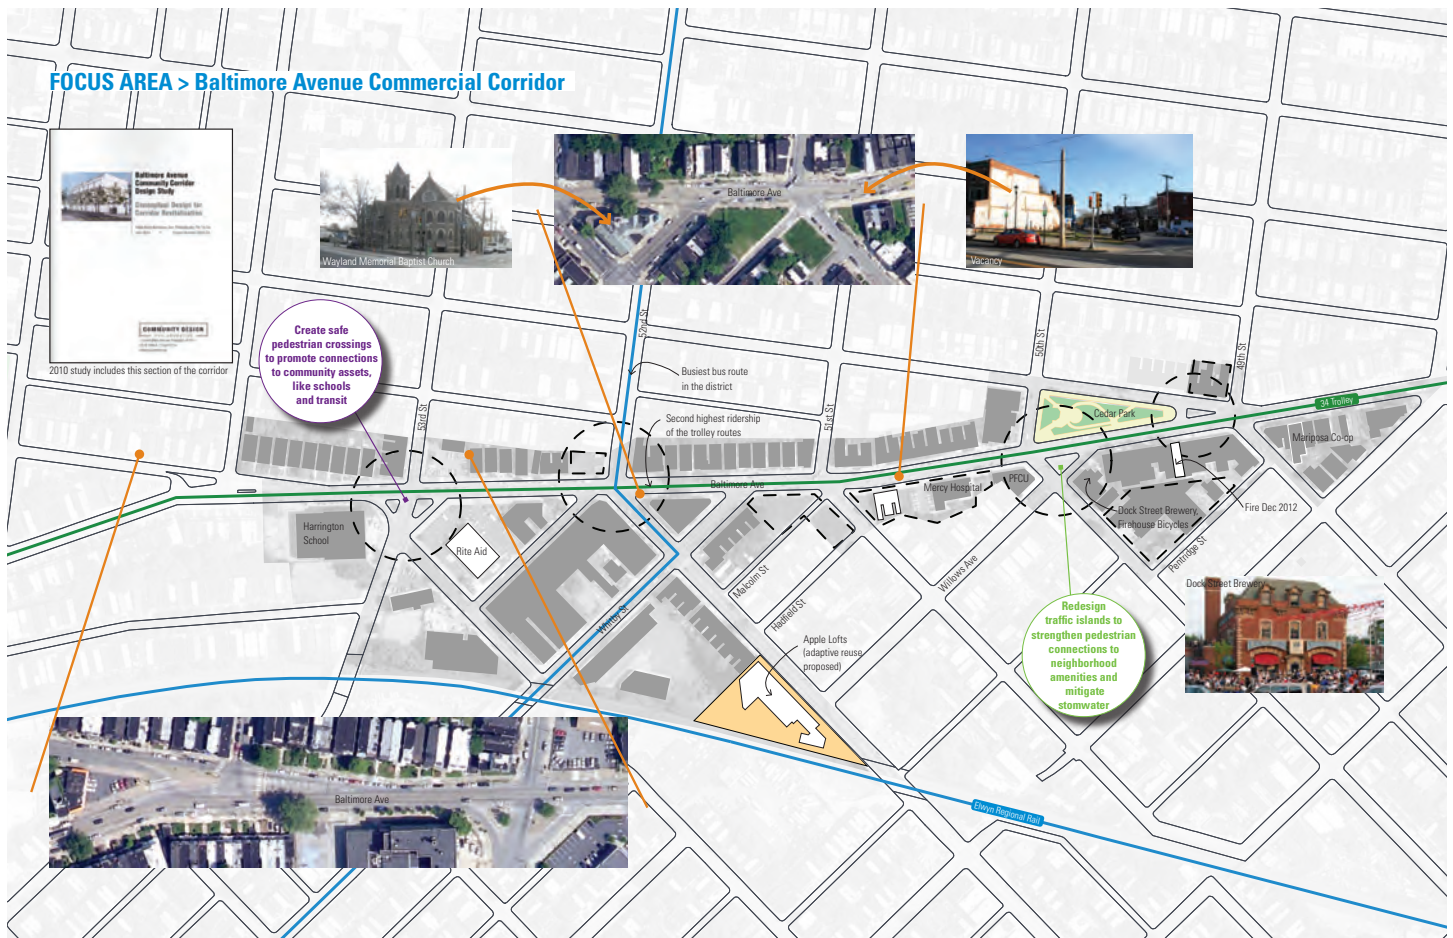 FOCUS AREA > Baltimore Avenue Commercial Corridor
Baltimore Avenue
Community Corridor
Design Study
Conceptual Design for
Corridor Revitalization
COMMUNITY DESIGN
2010 study includes this section of the corridor
Wayland Memorial Baptist Church
Baltimore Ave
Vacancy
Create safe
pedestrian crossings
to promote connections
to community assets,
like schools
and transit
52nd St
Busiest bus route
in the district
Second highest ridership
of the trolley routes
53rd St
51st St
50th St
49th St
34 Trolley
Cedar Park
Mariposa Co-op
Baltimore Ave
Mercy Hospital
PFCU
Harrington
School
Rite Aid
Dock Street Brewery,
Firehouse Bicycles
Fire Dec 2012
Malcolm St
Hadfield St
Willows Ave
Pentridge St
Whitby St
Apple Lofts
(adaptive reuse
proposed)
Redesign
traffic islands to
strengthen pedestrian
connections to
neighborhood
amenities and
mitigate
stomwater
Dock Street Brewery
Baltimore Ave
Elwyn Regional Rail